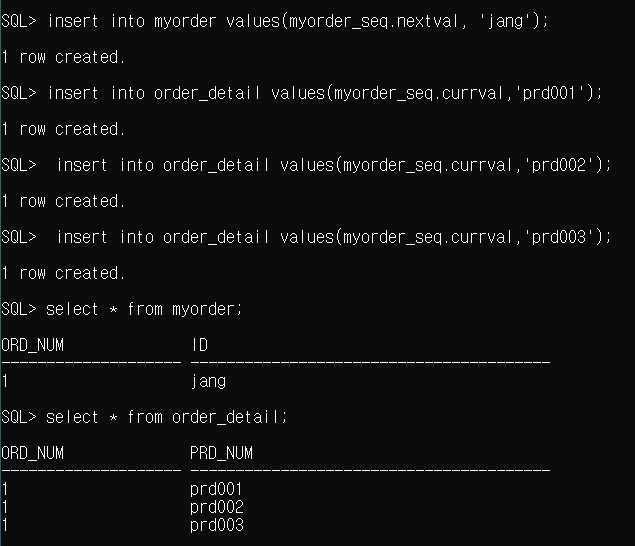 SQL> insert into myorder values(myorder_seq.nextval, 'jang');
1 row created.
SQL> insert into order_detail values(myorder_seq.currval,'prd001');
1 row created.
SQL>  insert into order_detail values(myorder_seq.currval,'prd002');
1 row created.
SQL>  insert into order_detail values(myorder_seq.currval,'prd003');
1 row created.
SQL> select * from myorder;
ORD_NUM              ID
-------------------- ----------------------------------------
1                    jang
SQL> select * from order_detail;
ORD_NUM              PRD_NUM
-------------------- ----------------------------------------
1                    prd001
1                    prd002
1                    prd003